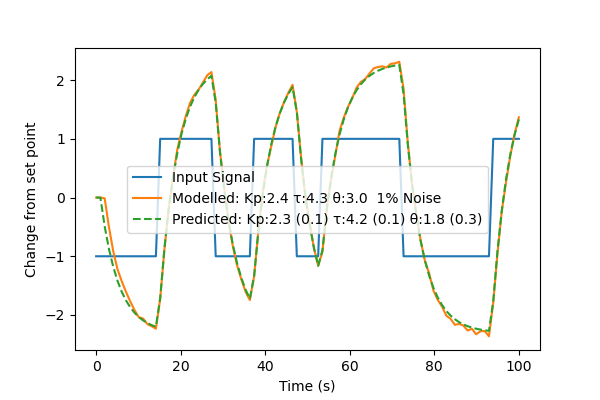 Change from set point
2
1
0
−1
−2
Input Signal
Modelled: Kp:2.4 τ:4.3 θ:3.0  1% Noise
Predicted: Kp:2.3 (0.1) τ:4.2 (0.1) θ:1.8 (0.3)
0 20 40 60 80 100
Time (s)